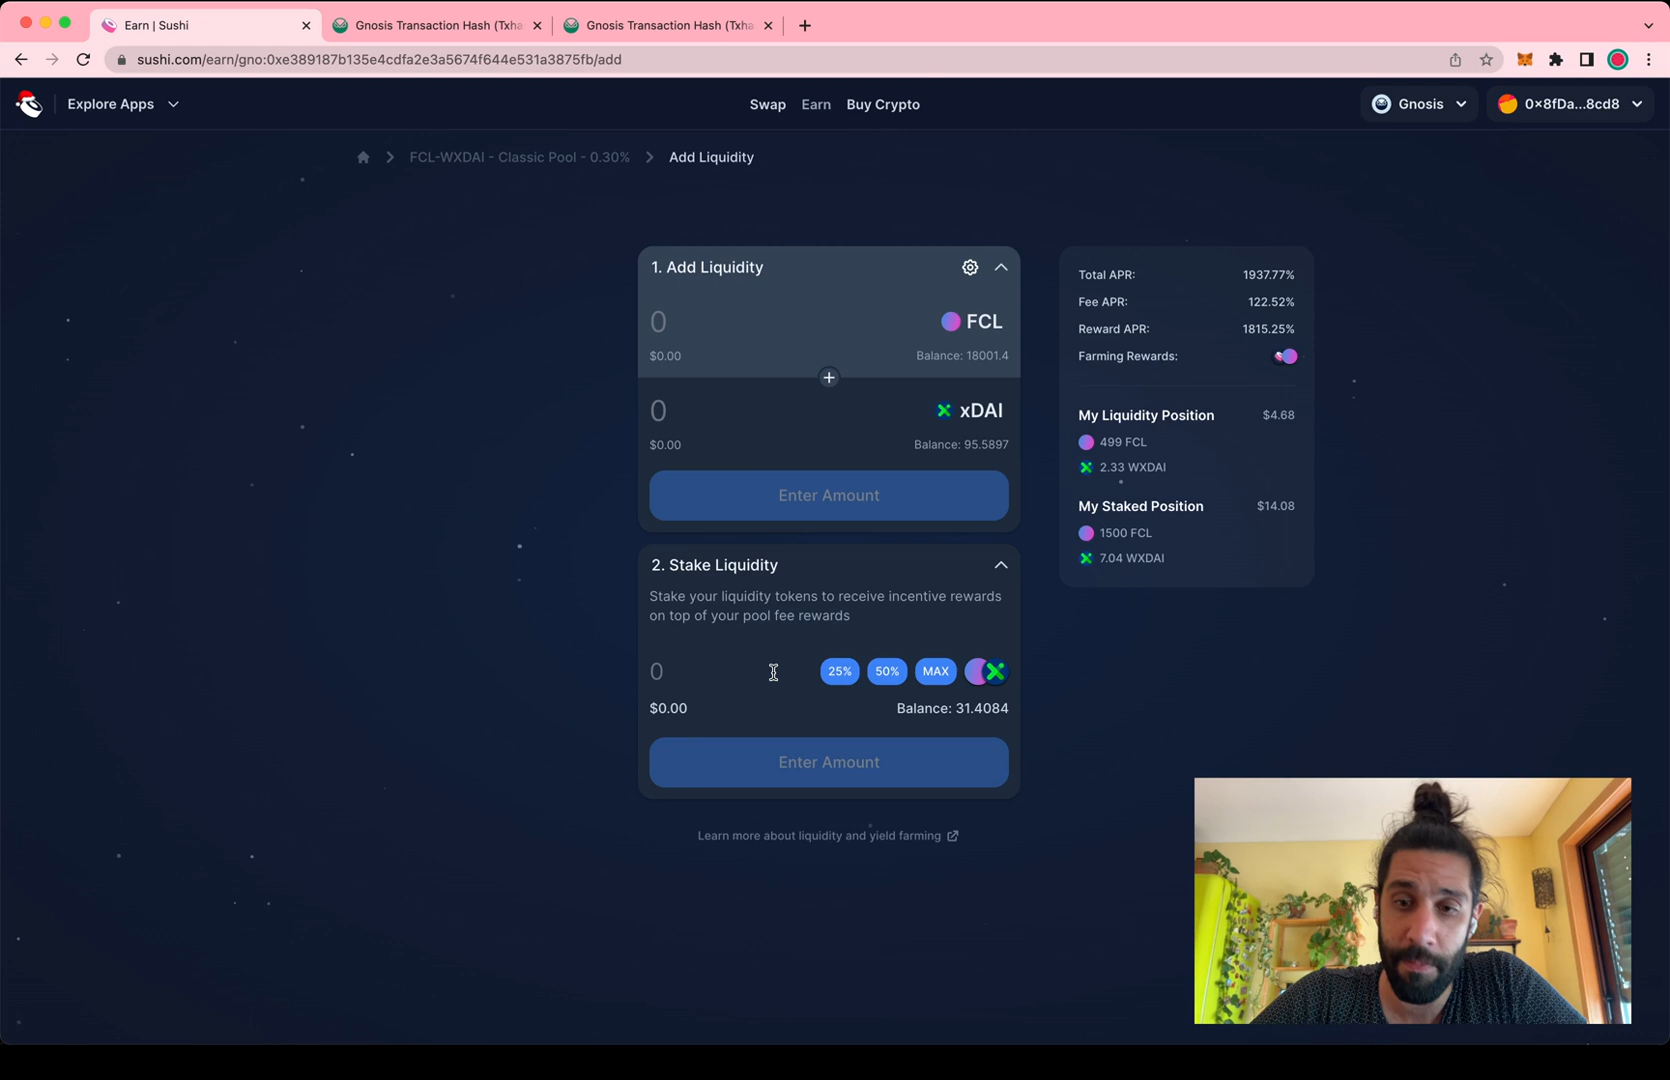 Earn | Sushi
Gnosis Transaction Hash (Txha
Gnosis Transaction Hash (Txha
sushi.com/earn/gno:0xe389187b135e4cdfa2e3a5674f644e531a3875fb/add
Explore Apps
Swap Earn Buy Crypto
Gnosis
0x8fDa...8cd8
FCL-WXDAI - Classic Pool - 0.30% Add Liquidity
1. Add Liquidity
0 FCL
$0.00 Balance: 18001.4
0 xDAI
$0.00 Balance: 95.5897
Enter Amount
2. Stake Liquidity
Stake your liquidity tokens to receive incentive rewards
on top of your pool fee rewards
0 25% 50% MAX
$0.00 Balance: 31.4084
Enter Amount
Learn more about liquidity and yield farming
Total APR: 1937.77%
Fee APR: 122.52%
Reward APR: 1815.25%
Farming Rewards:
My Liquidity Position $4.68
499 FCL
2.33 WXDAI
My Staked Position $14.08
1500 FCL
7.04 WXDAI